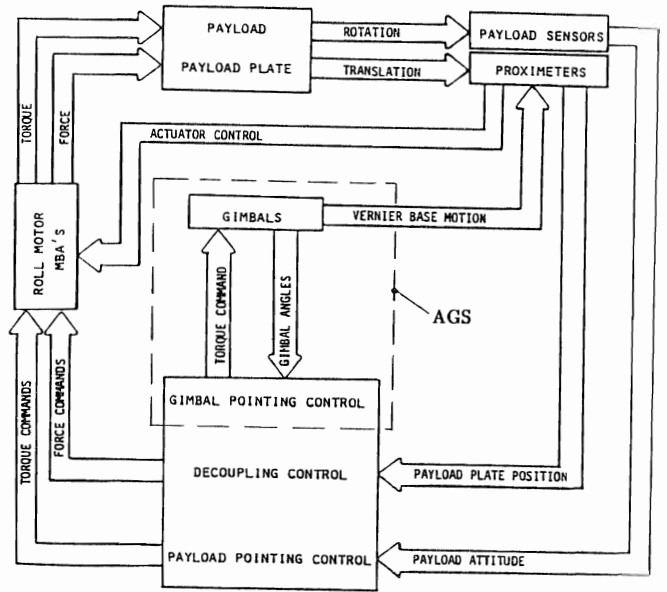 PAYLOAD
PAYLOAD PLATE
ROTATION
TRANSLATION
PAYLOAD SENSORS
PROXIMETERS
TORQUE
FORCE
ACTUATOR CONTROL
ROLL MOTOR
MBA'S
GIMBALS
VERNIER BASE MOTION
TORQUE COMMAND
GIMBAL ANGLES
AGS
GIMBAL POINTING CONTROL
TORQUE COMMANDS
FORCE COMMANDS
DECOUPLING CONTROL
PAYLOAD PLATE POSITION
PAYLOAD POINTING CONTROL
PAYLOAD ATTITUDE